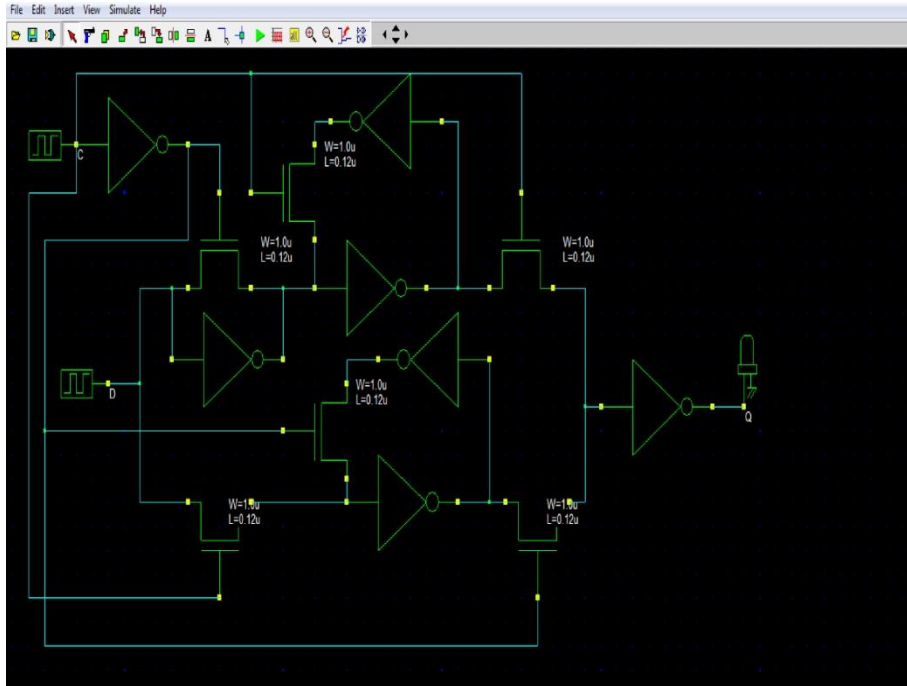 File Edit Insert View Simulate Help
A
C
W=1.0u
L=0.12u
W=1.0u
L=0.12u
W=1.0u
L=0.12u
D
W=1.0u
L=0.12u
Q
W=1.0u
L=0.12u
W=1.0u
L=0.12u